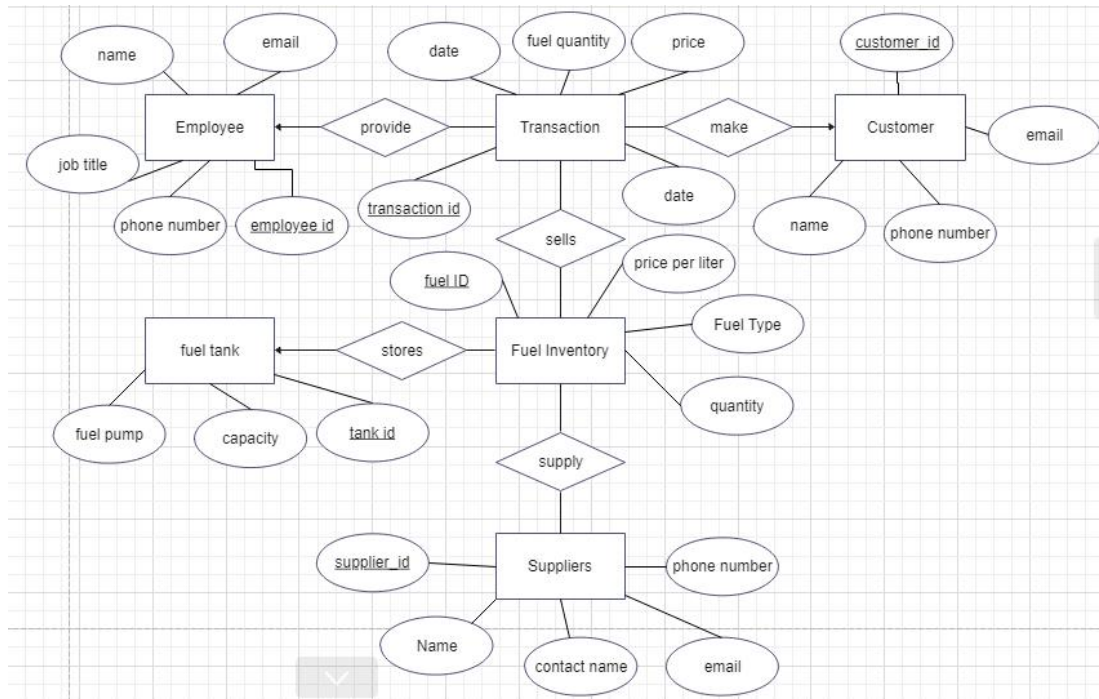 name
email
date
fuel quantity
price
customer_id
Employee
provide
Transaction
make
Customer
email
job title
phone number
employee id
transaction id
date
name
phone number
sells
price per liter
fuel ID
Fuel Type
fuel tank
stores
Fuel Inventory
quantity
fuel pump
capacity
tank id
supply
supplier_id
Suppliers
phone number
Name
contact name
email